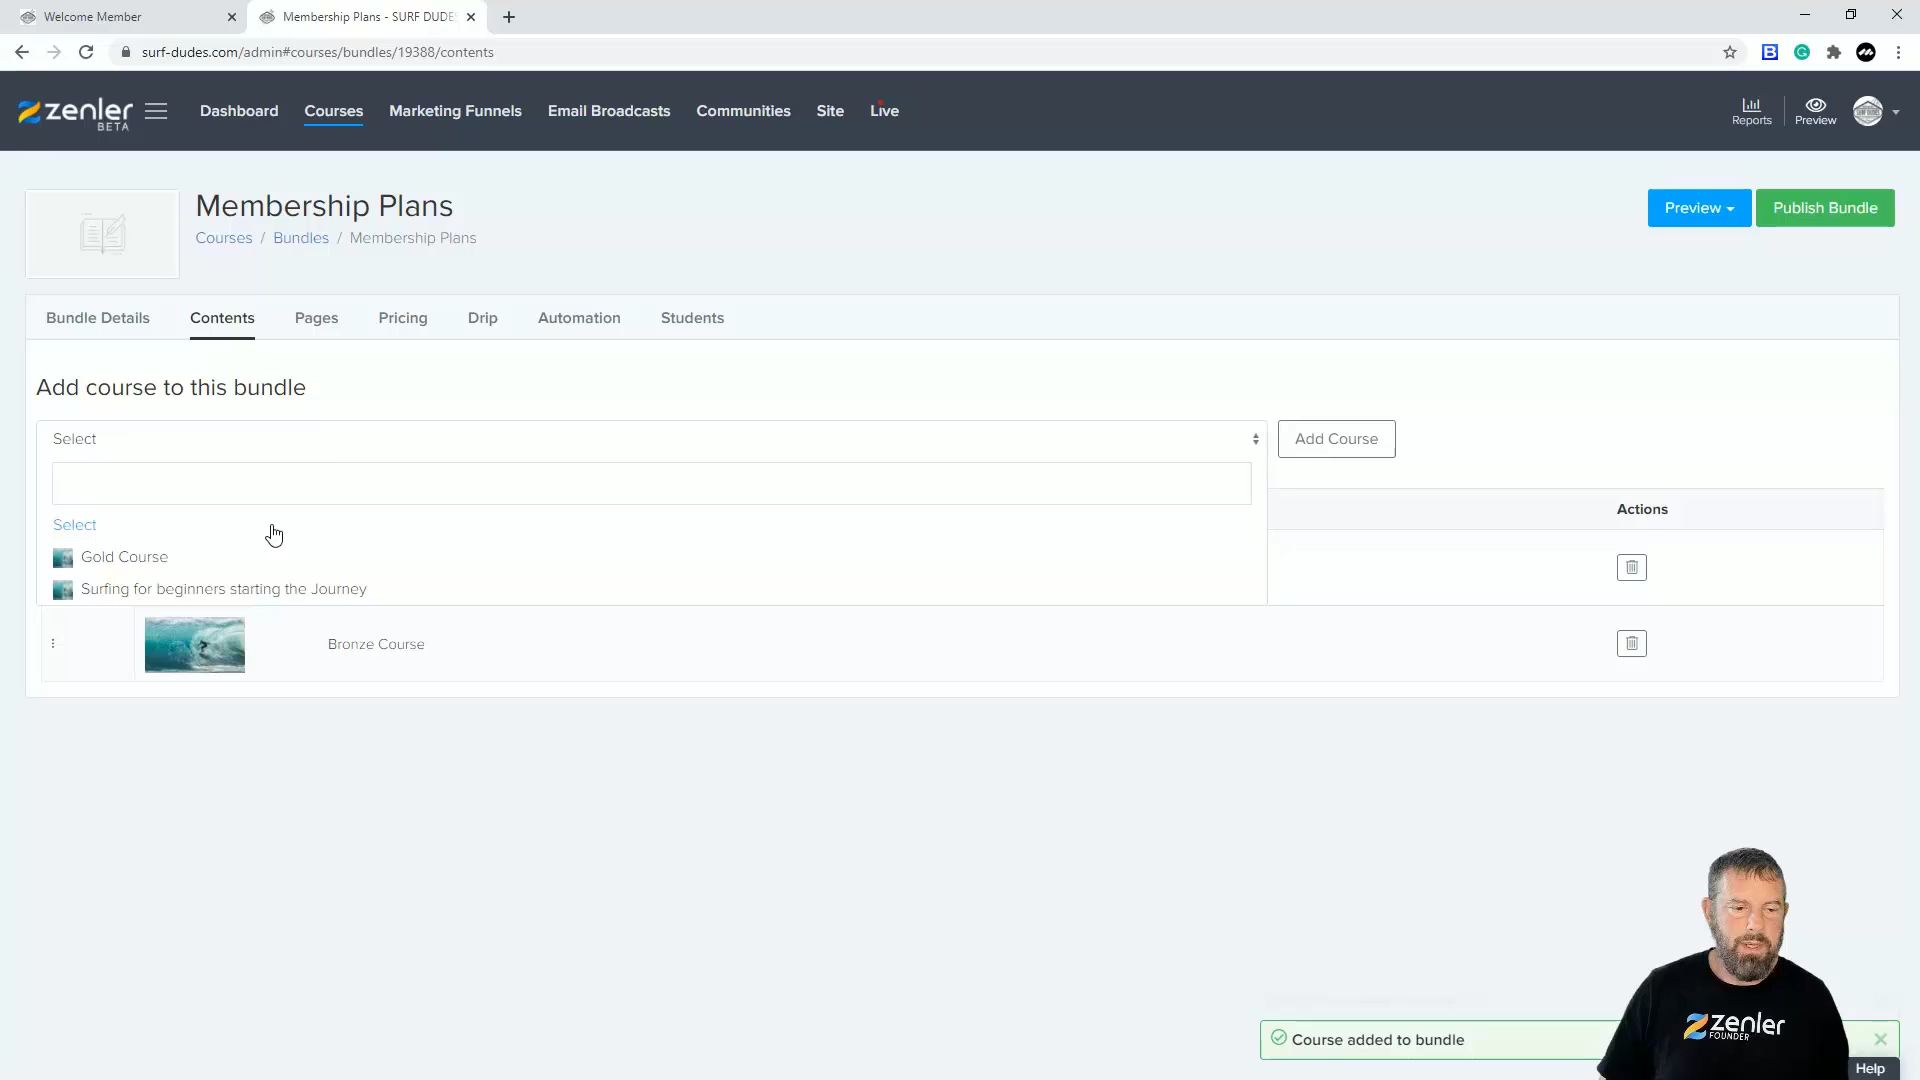 Welcome Member
Membership Plans - SURF DUDES
surf-dudes.com/admin#courses/bundles/19388/contents
zenler
BETA
Dashboard
Courses
Marketing Funnels
Email Broadcasts
Communities
Site
Live
Reports
Preview
Membership Plans
Courses / Bundles / Membership Plans
Preview
Publish Bundle
Bundle Details
Contents
Pages
Pricing
Drip
Automation
Students
Add course to this bundle
Select
Add Course
Select
Gold Course
Surfing for beginners starting the Journey
Actions
Bronze Course
zenler
FOUNDER
Course added to bundle
Help